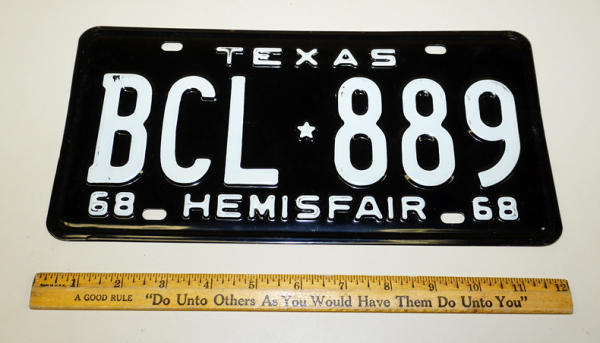 TEXAS
BCL★889
68 HEMISFAIR 68
1 2 3 4 5 6 7 8 9 10 11 12
A GOOD RULE "Do Unto Others As You Would Have Them Do Unto You"